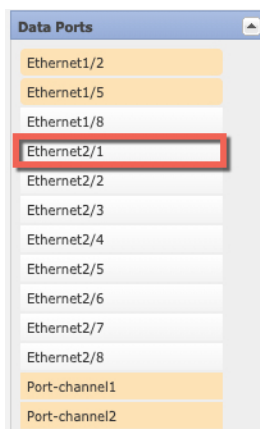 Data Ports
Ethernet1/2
Ethernet1/5
Ethernet1/8
Ethernet2/1
Ethernet2/2
Ethernet2/3
Ethernet2/4
Ethernet2/5
Ethernet2/6
Ethernet2/7
Ethernet2/8
Port-channel1
Port-channel2